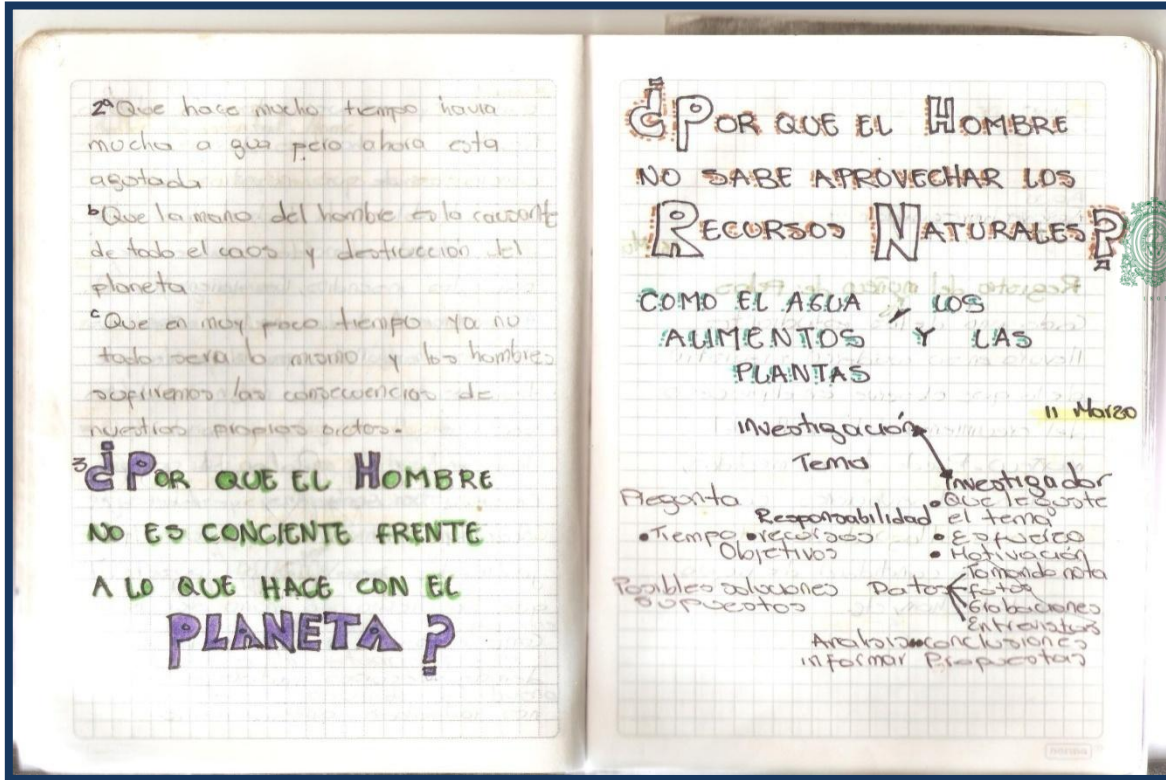 2ª Que hace mucho tiempo havia
mucha a gua pero ahora esta
agotada
b Que la mano del hombre es la causante
de todo el caos y destruccion del
planeta
c Que en muy poco tiempo ya no
todo sera lo mismo y los hombres
sufriremos las consecuencias de
nuestros propios actos.
3 ¿POR QUE EL HOMBRE
NO ES CONCIENTE FRENTE
A LO QUE HACE CON EL
PLANETA?
¿POR QUE EL HOMBRE
NO SABE APROVECHAR LOS
RECURSOS NATURALES?
COMO EL AGUA, LOS
ALIMENTOS Y LAS
PLANTAS
11 Marzo
Investigación
Tema
Investigador
Pregonta
• Que le guste
Responsabilidad el tema
• Tiempo • recorsos • Esfuerzo
Objetivos • Motivación
Posibles soluciones Datos Tomando nota
supuestos fotos
Grabaciones
Entrevistas
Analisis • conclusiones
informar Propuestas